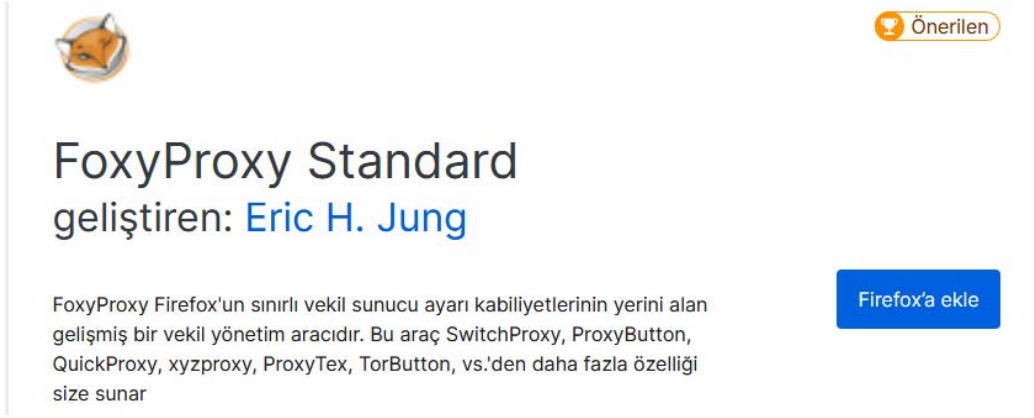 Önerilen
FoxyProxy Standard
geliştiren: Eric H. Jung
FoxyProxy Firefox'un sınırlı vekil sunucu ayarı kabiliyetlerinin yerini alan
gelişmiş bir vekil yönetim aracıdır. Bu araç SwitchProxy, ProxyButton,
QuickProxy, xyzproxy, ProxyTex, TorButton, vs.'den daha fazla özelliği
size sunar
Firefox’a ekle